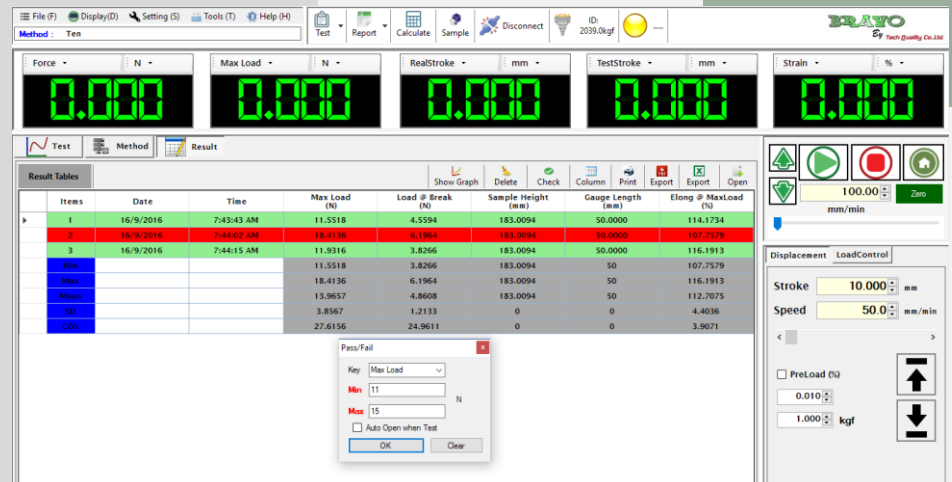 File (F) Display(D) Setting (S) Tools (T) Help (H)
Method : Ten
Test Report Calculate Sample Disconnect ID: 2039.0kgf ---
BRAVO
By Tech Quality Co.,Ltd.
Force N Max Load N RealStroke mm TestStroke mm Strain %
0.000 0.000 0.000 0.000 0.000
Test Method Result
Result Tables
Show Graph Delete Check Column Print Export Export Open
Items Date Time Max Load (N) Load @ Break (N) Sample Height (mm) Gauge Length (mm) Elong @ MaxLoad (%)
1 16/9/2016 7:43:43 AM 11.5518 4.5594 183.0094 50.0000 114.1734
2 16/9/2016 7:44:02 AM 18.4136 6.1964 183.0094 50.0000 107.7579
3 16/9/2016 7:44:15 AM 11.9316 3.8266 183.0094 50.0000 116.1913
Min 11.5518 3.8266 183.0094 50 107.7579
Max 18.4136 6.1964 183.0094 50 116.1913
Mean 13.9657 4.8608 183.0094 50 112.7075
SD 3.8567 1.2133 0 0 4.4036
COV 27.6156 24.9611 0 0 3.9071
Pass/Fail
Key Max Load
Min 11
N
Max 15
Auto Open when Test
OK Clear
100.00 Zero
mm/min
Displacement LoadControl
Stroke 10.000 mm
Speed 50.0 mm/min
PreLoad (%)
0.010
1.000 kgf